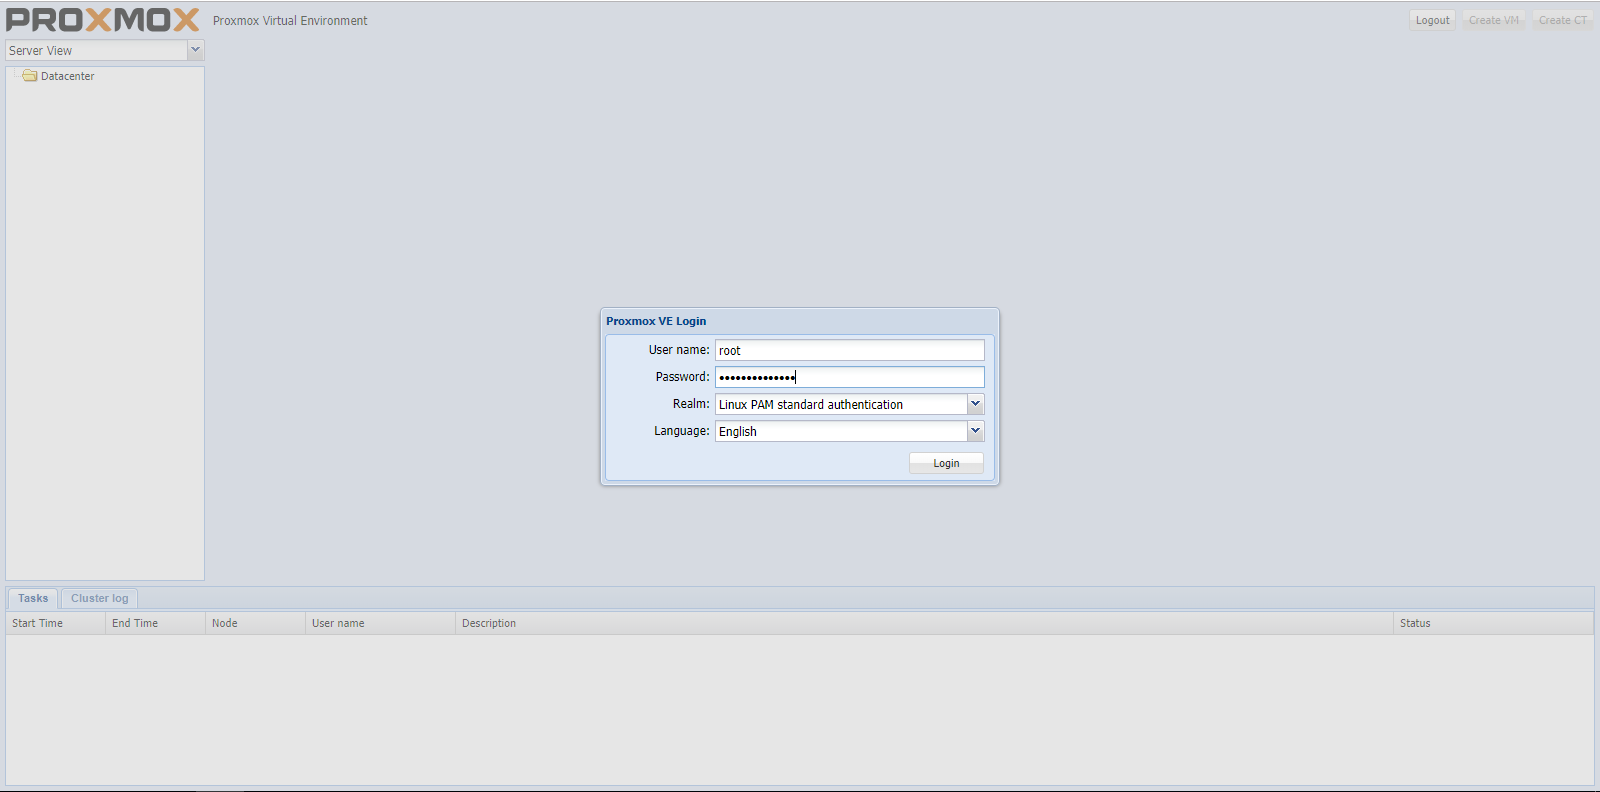 PROXMOX Proxmox Virtual Environment Logout Create VM Create CT
Server View
Datacenter
Proxmox VE Login
User name: root
Password: ••••••••••••••
Realm: Linux PAM standard authentication
Language: English
Login
Tasks Cluster log
Start Time End Time Node User name Description Status